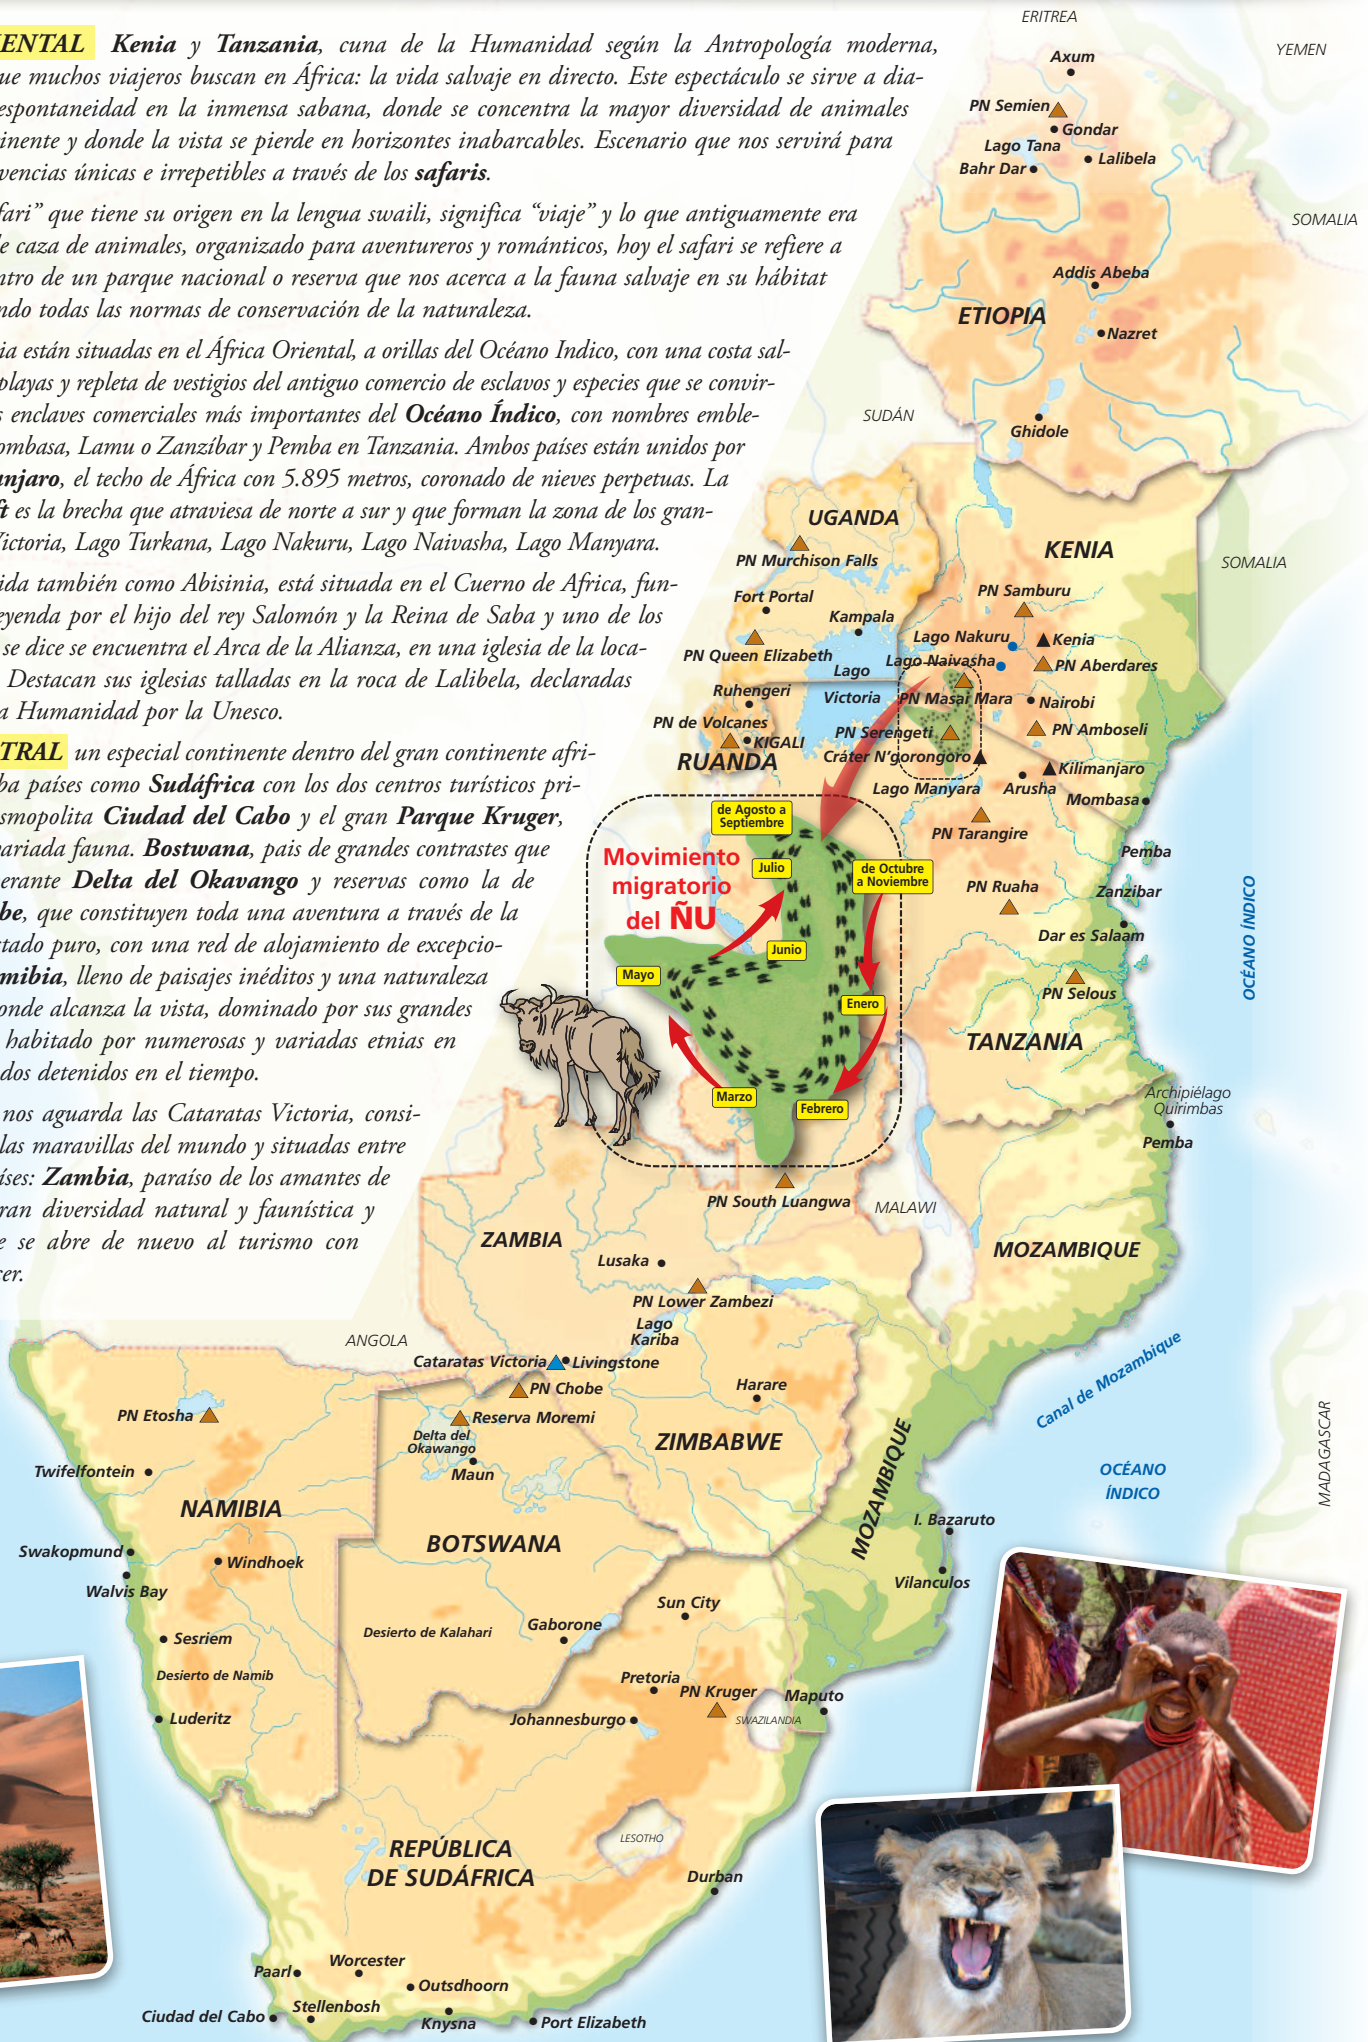 ENTAL Kenia y Tanzania, cuna de la Humanidad según la Antropología moderna,
ue muchos viajeros buscan en África: la vida salvaje en directo. Este espectáculo se sirve a dia-
espontaneidad en la inmensa sabana, donde se concentra la mayor diversidad de animales
inente y donde la vista se pierde en horizontes inabarcables. Escenario que nos servirá para
vencias únicas e irrepetibles a través de los safaris.
fari” que tiene su origen en la lengua swaili, significa “viaje” y lo que antiguamente era
de caza de animales, organizado para aventureros y románticos, hoy el safari se refiere a
ntro de un parque nacional o reserva que nos acerca a la fauna salvaje en su hábitat
ndo todas las normas de conservación de la naturaleza.
ia están situadas en el África Oriental, a orillas del Océano Indico, con una costa sal-
playas y repleta de vestigios del antiguo comercio de esclavos y especies que se convir-
s enclaves comerciales más importantes del Océano Índico, con nombres emble-
ombasa, Lamu o Zanzíbar y Pemba en Tanzania. Ambos países están unidos por
anjaro, el techo de África con 5.895 metros, coronado de nieves perpetuas. La
ft es la brecha que atraviesa de norte a sur y que forman la zona de los gran-
Victoria, Lago Turkana, Lago Nakuru, Lago Naivasha, Lago Manyara.
ida también como Abisinia, está situada en el Cuerno de Africa, fun-
eyenda por el hijo del rey Salomón y la Reina de Saba y uno de los
se dice se encuentra el Arca de la Alianza, en una iglesia de la loca-
Destacan sus iglesias talladas en la roca de Lalibela, declaradas
a Humanidad por la Unesco.
TRAL un especial continente dentro del gran continente afri-
ba países como Sudáfrica con los dos centros turísticos pri-
smopolita Ciudad del Cabo y el gran Parque Kruger,
variada fauna. Bostwana, pais de grandes contrastes que
erante Delta del Okavango y reservas como la de
be, que constituyen toda una aventura a través de la
stado puro, con una red de alojamiento de excepcio-
mibia, lleno de paisajes inéditos y una naturaleza
onde alcanza la vista, dominado por sus grandes
habitado por numerosas y variadas etnias en
dos detenidos en el tiempo.
nos aguarda las Cataratas Victoria, consi-
las maravillas del mundo y situadas entre
íses: Zambia, paraíso de los amantes de
ran diversidad natural y faunística y
e se abre de nuevo al turismo con
cer.
ERITREA
YEMEN
Axum
PN Semien
Gondar
Lago Tana
Lalibela
Bahr Dar
SOMALIA
Addis Abeba
ETIOPIA
Nazret
SUDÁN
Ghidole
UGANDA
KENIA
PN Murchison Falls
SOMALIA
PN Samburu
Fort Portal
Kampala
Lago Nakuru
Kenia
PN Queen Elizabeth
Lago Naivasha
PN Aberdares
Lago
Victoria
Ruhengeri
PN Masai Mara
Nairobi
PN de Volcanes
KIGALI
PN Serengeti
PN Amboseli
RUANDA
Cráter N'gorongoro
Kilimanjaro
Lago Manyara
Arusha
Mombasa
PN Tarangire
Pemba
PN Ruaha
Zanzibar
Dar es Salaam
PN Selous
TANZANIA
OCÉANO ÍNDICO
de Agosto a
Septiembre
Movimiento
migratorio
del ÑU
Julio
de Octubre
a Noviembre
Junio
Mayo
Enero
Marzo
Febrero
Archipiélago
Quirimbas
Pemba
PN South Luangwa
MALAWI
ZAMBIA
MOZAMBIQUE
Lusaka
PN Lower Zambezi
Lago
Kariba
ANGOLA
Cataratas Victoria
Livingstone
Canal de Mozambique
PN Chobe
Harare
PN Etosha
Reserva Moremi
Delta del
Okawango
Maun
ZIMBABWE
MOZAMBIQUE
MADAGASCAR
Twifelfontein
OCÉANO
ÍNDICO
NAMIBIA
I. Bazaruto
BOTSWANA
Swakopmund
Windhoek
Walvis Bay
Vilanculos
Sun City
Sesriem
Desierto de Kalahari
Gaborone
Desierto de Namib
Pretoria
PN Kruger
Maputo
Luderitz
Johannesburgo
SWAZILANDIA
LESOTHO
REPÚBLICA
DE SUDÁFRICA
Durban
Worcester
Paarl
Outsdhoorn
Stellenbosh
Ciudad del Cabo
Knysna
Port Elizabeth